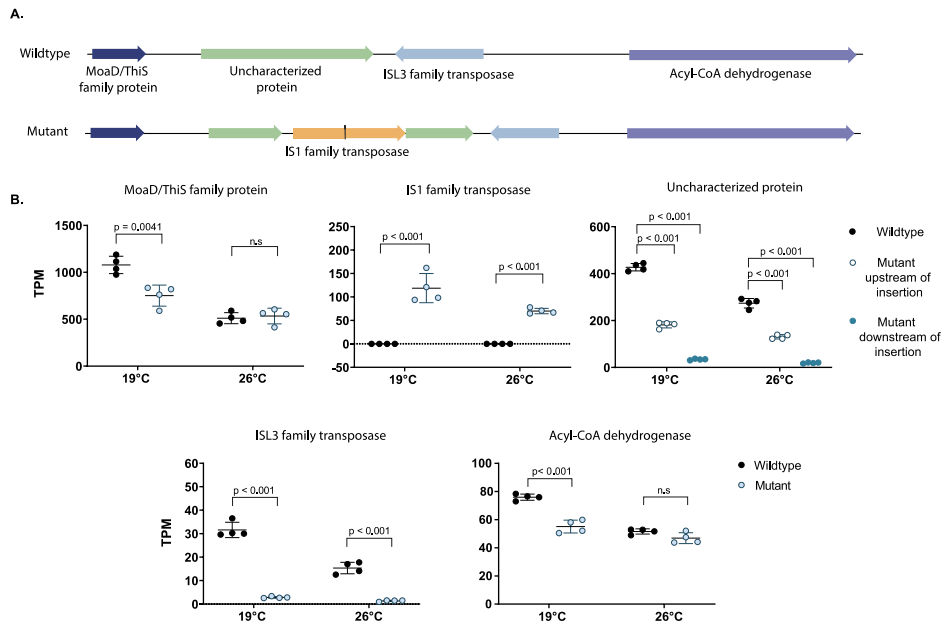 A.
Wildtype
MoaD/ThiS
family protein
Uncharacterized
protein
ISL3 family transposase
Acyl-CoA dehydrogenase
Mutant
IS1 family transposase
B.
MoaD/ThiS family protein
TPM
1500
1000
500
0
p = 0.0041
n.s
19°C
26°C
IS1 family transposase
250
200
150
100
50
0
-50
p < 0.001
p < 0.001
19°C
26°C
Uncharacterized protein
600
400
200
0
p < 0.001
p < 0.001
p < 0.001
p < 0.001
19°C
26°C
Wildtype
Mutant
upstream of
insertion
Mutant
downstream of
insertion
ISL3 family transposase
TPM
60
50
40
30
20
10
0
p < 0.001
p < 0.001
19°C
26°C
Acyl-CoA dehydrogenase
100
80
60
40
20
0
p< 0.001
n.s
19°C
26°C
Wildtype
Mutant